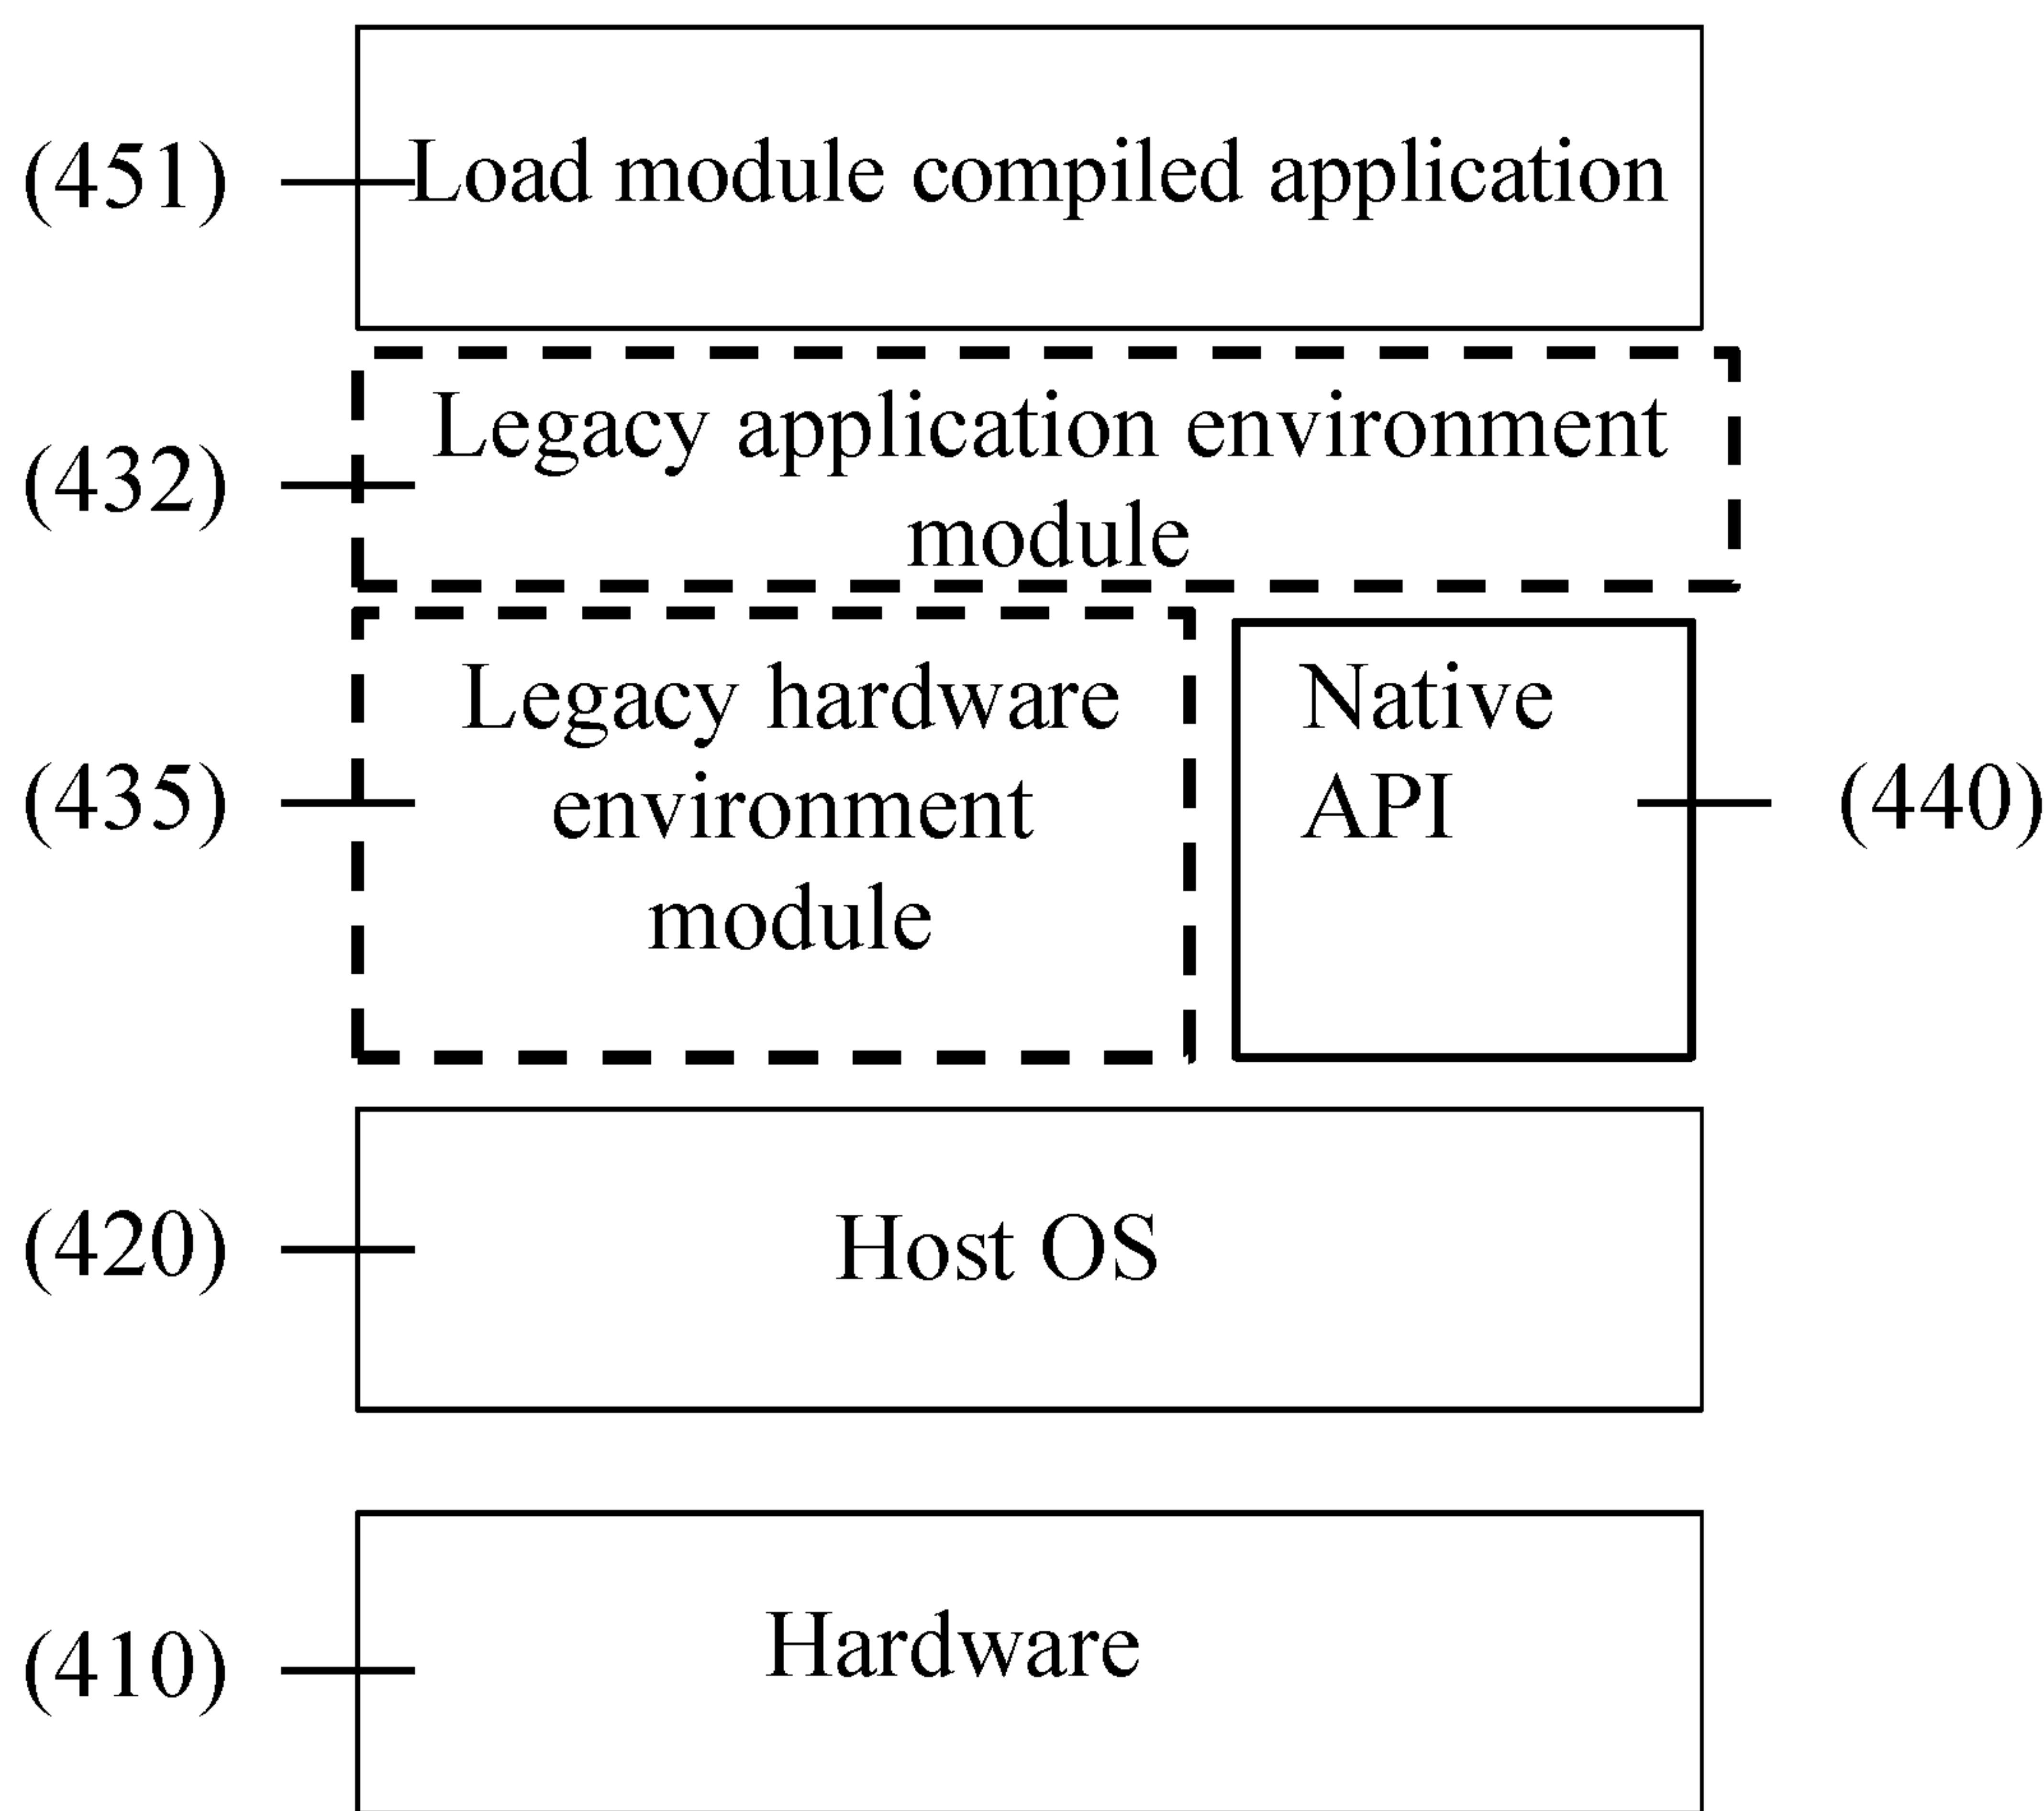 (451) Load module compiled application
(432) Legacy application environment
module
Legacy hardware
(435) environment
module
Native
API (440)
(420) Host OS
(410) Hardware